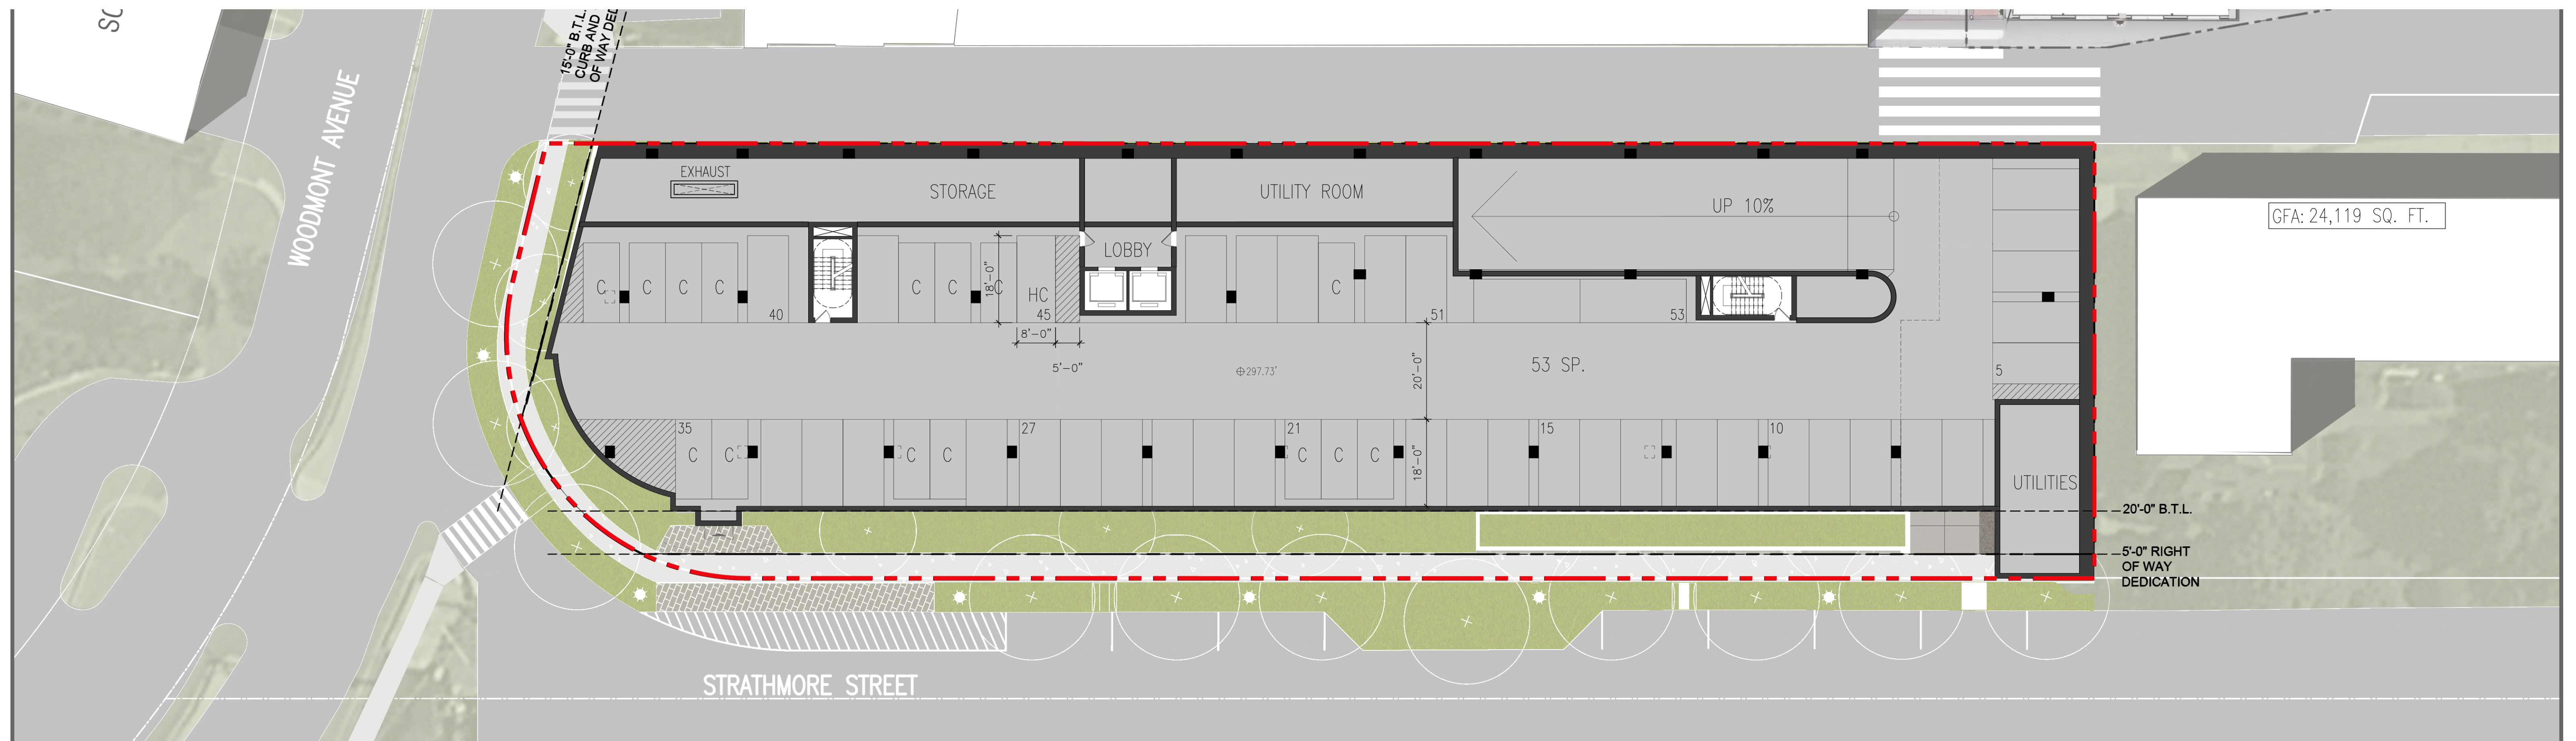 15'-0" B.T.L.
CURB AND
OF WAY
WOODMONT AVENUE
EXHAUST
STORAGE
UTILITY ROOM
UP 10%
GFA: 24,119 SQ. FT.
LOBBY
C
C
C
C
40
C
C
C
18'-0"
HC
45
C
51
53
8'-0"
5'-0"
297.73'
20'-0"
53 SP.
5
35
C
C
C
C
27
21
C
C
C
18'-0"
15
10
UTILITIES
20'-0" B.T.L.
5'-0" RIGHT
OF WAY
DEDICATION
STRATHMORE STREET